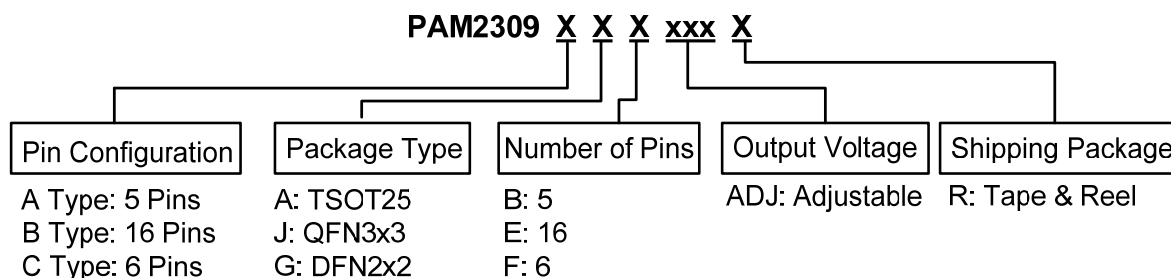 PAM2309 X X X xxx X
Pin Configuration
A Type: 5 Pins
B Type: 16 Pins
C Type: 6 Pins
Package Type
A: TSOT25
J: QFN3x3
G: DFN2x2
Number of Pins
B: 5
E: 16
F: 6
Output Voltage
ADJ: Adjustable
Shipping Package
R: Tape & Reel